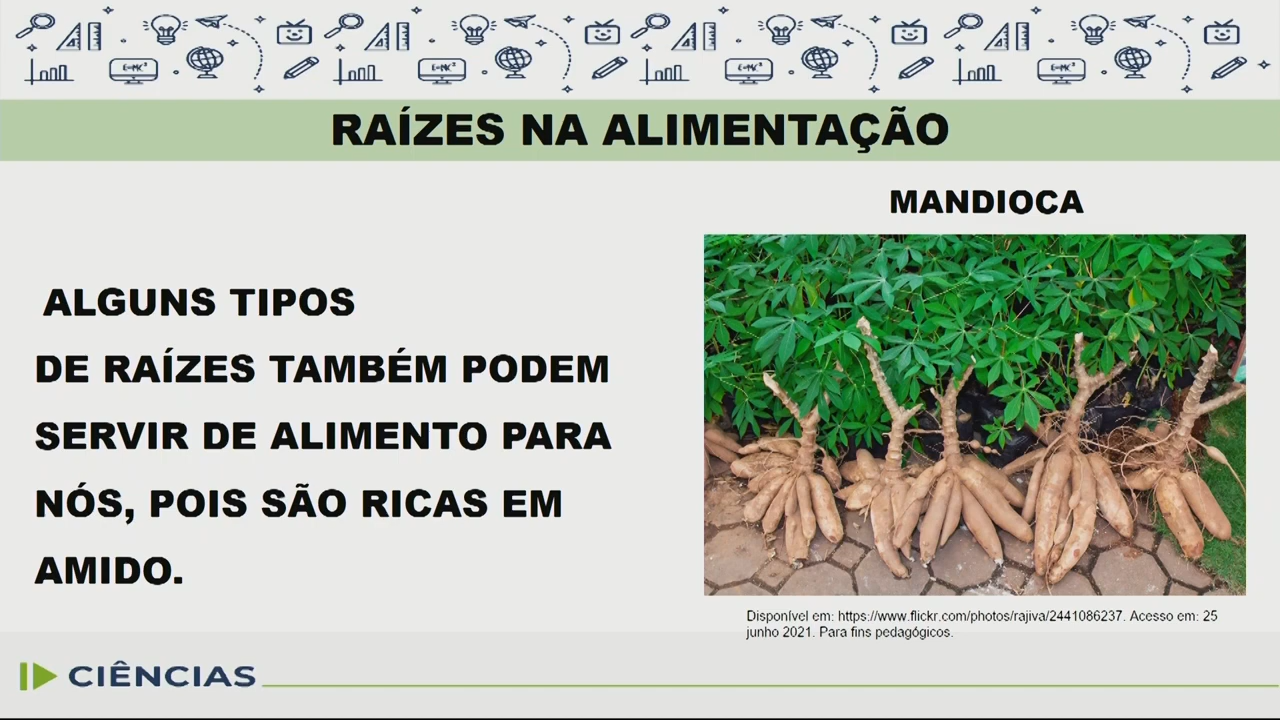 RAÍZES NA ALIMENTAÇÃO
MANDIOCA
ALGUNS TIPOS
DE RAÍZES TAMBÉM PODEM
SERVIR DE ALIMENTO PARA
NÓS, POIS SÃO RICAS EM
AMIDO.
Disponível em: https://www.flickr.com/photos/rajiva/2441086237. Acesso em: 25
junho 2021. Para fins pedagógicos.
CIÊNCIAS